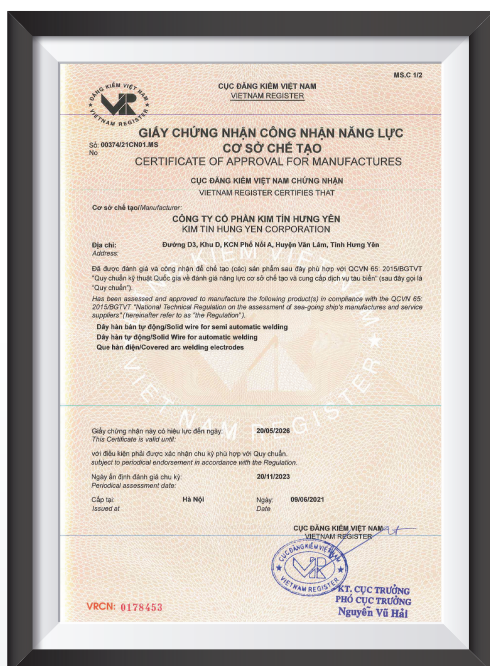 MS.C 1/2
ĐĂNG KIỂM VIỆT NAM
VR
VIETNAM REGISTER
CỤC ĐĂNG KIỂM VIỆT NAM
VIETNAM REGISTER
GIẤY CHỨNG NHẬN CÔNG NHẬN NĂNG LỰC
Số: 00374/21CN01.MS
No
CƠ SỞ CHẾ TẠO
CERTIFICATE OF APPROVAL FOR MANUFACTURES
CỤC ĐĂNG KIỂM VIỆT NAM CHỨNG NHẬN
VIETNAM REGISTER CERTIFIES THAT
Cơ sở chế tạo/Manufacturer:
CÔNG TY CỔ PHẦN KIM TÍN HƯNG YÊN
KIM TIN HUNG YEN CORPORATION
Địa chỉ: Đường D3, Khu D, KCN Phố Nối A, Huyện Văn Lâm, Tỉnh Hưng Yên
Address:
Đã được đánh giá và công nhận để chế tạo (các) sản phẩm sau đây phù hợp với QCVN 65: 2015/BGTVT
"Quy chuẩn kỹ thuật Quốc gia về đánh giá năng lực cơ sở chế tạo và cung cấp dịch vụ tàu biển" (sau đây gọi là
"Quy chuẩn").
Has been assessed and approved to manufacture the following product(s) in compliance with the QCVN 65:
2015/BGTVT "National Technical Regulation on the assessment of sea-going ship's manufactures and service
suppliers" (hereinafter refer to as "the Regulation").
Dây hàn bán tự động/Solid wire for semi automatic welding
Dây hàn tự động/Solid Wire for automatic welding
Que hàn điện/Covered arc welding electrodes
Giấy chứng nhận này có hiệu lực đến ngày: 20/05/2026
This Certificate is valid until:
với điều kiện phải được xác nhận chu kỳ phù hợp với Quy chuẩn.
subject to periodical endorsement in accordance with the Regulation.
Ngày ấn định đánh giá chu kỳ: 20/11/2023
Periodical assessment date:
Cấp tại Hà Nội Ngày: 09/06/2021
Issued at Date
CỤC ĐĂNG KIỂM VIỆT NAM
VIETNAM REGISTER
CỤC ĐĂNG KIỂM VIỆT NAM
VR
VIETNAM REGISTER
KT. CỤC TRƯỞNG
PHÓ CỤC TRƯỞNG
Nguyễn Vũ Hải
VRCN: 0178453